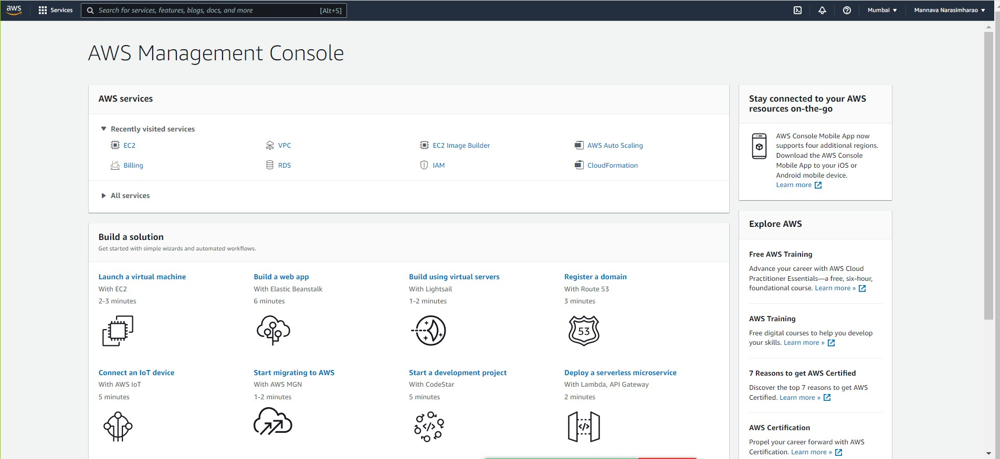 aws Services Search for services, features, blogs, docs, and more [Alt+S] Mumbai ▼ Mannava Narasimharao ▼
AWS Management Console
AWS services
Recently visited services
EC2 VPC EC2 Image Builder AWS Auto Scaling
Billing RDS IAM CloudFormation
All services
Build a solution
Get started with simple wizards and automated workflows.
Launch a virtual machine
With EC2
2-3 minutes
Build a web app
With Elastic Beanstalk
6 minutes
Build using virtual servers
With Lightsail
1-2 minutes
Register a domain
With Route 53
3 minutes
53
Connect an IoT device
With AWS IoT
5 minutes
Start migrating to AWS
With AWS MGN
1-2 minutes
Start a development project
With CodeStar
5 minutes
</>
Deploy a serverless microservice
With Lambda, API Gateway
2 minutes
</>
Stay connected to your AWS
resources on-the-go
AWS Console Mobile App now
supports four additional regions.
Download the AWS Console
Mobile App to your iOS or
Android mobile device.
Learn more
Explore AWS
Free AWS Training
Advance your career with AWS Cloud
Practitioner Essentials—a free, six-hour,
foundational course. Learn more »
AWS Training
Free digital courses to help you develop
your skills. Learn more »
7 Reasons to get AWS Certified
Discover the top 7 reasons to get AWS
Certified. Learn more »
AWS Certification
Propel your career forward with AWS
Certification. Learn more »